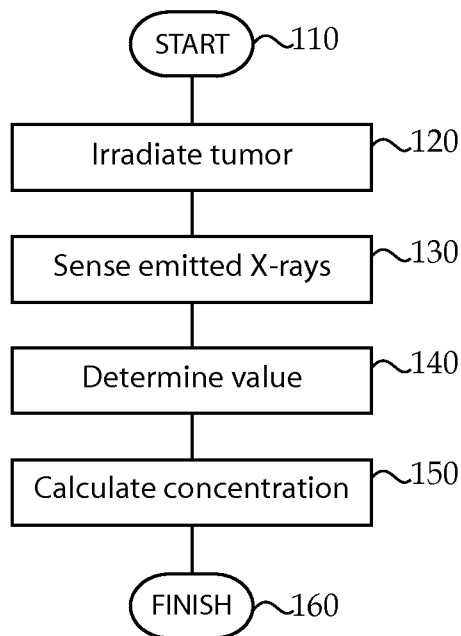 START 110
Irradiate tumor 120
Sense emitted X-rays 130
Determine value 140
Calculate concentration 150
FINISH 160